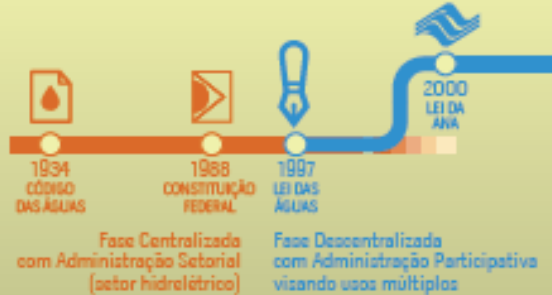 1934
CÓDIGO
DAS ÁGUAS
1988
CONSTITUIÇÃO
FEDERAL
1997
LEI DAS
ÁGUAS
2000
LEI DA
ANA
Fase Centralizada
com Administração Setorial
(setor hidrelétrico)
Fase Descentralizada
com Administração Participativa
visando usos múltiplos